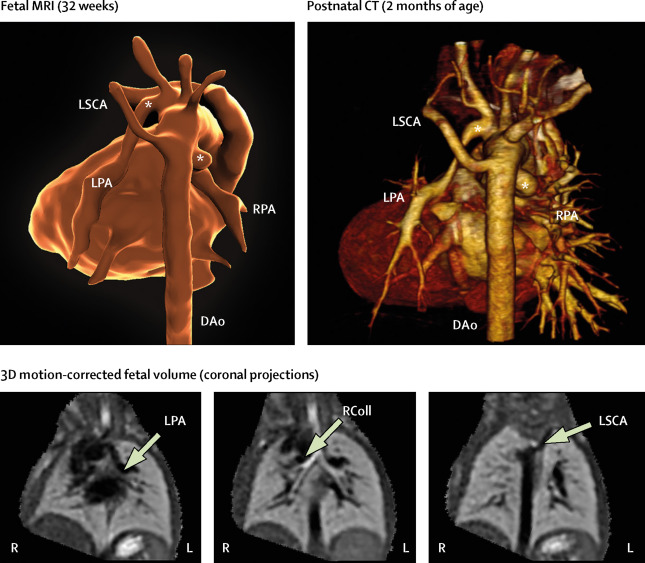 Fetal MRI (32 weeks)
Postnatal CT (2 months of age)
LSCA
*
*
LPA
RPA
DAo
LSCA
*
*
LPA
RPA
DAo
3D motion-corrected fetal volume (coronal projections)
LPA
R
L
RColl
R
L
LSCA
R
L